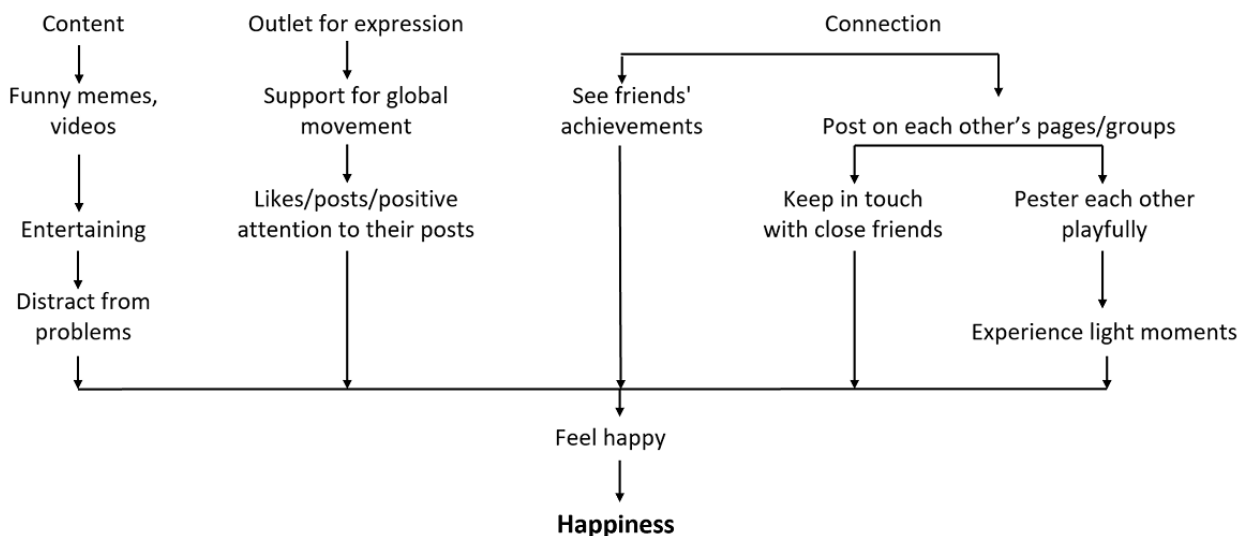 Content
Outlet for expression
Connection
Funny memes,
videos
Support for global
movement
See friends'
achievements
Post on each other’s pages/groups
Entertaining
Likes/posts/positive
attention to their posts
Keep in touch
with close friends
Pester each other
playfully
Distract from
problems
Experience light moments
Feel happy
Happiness